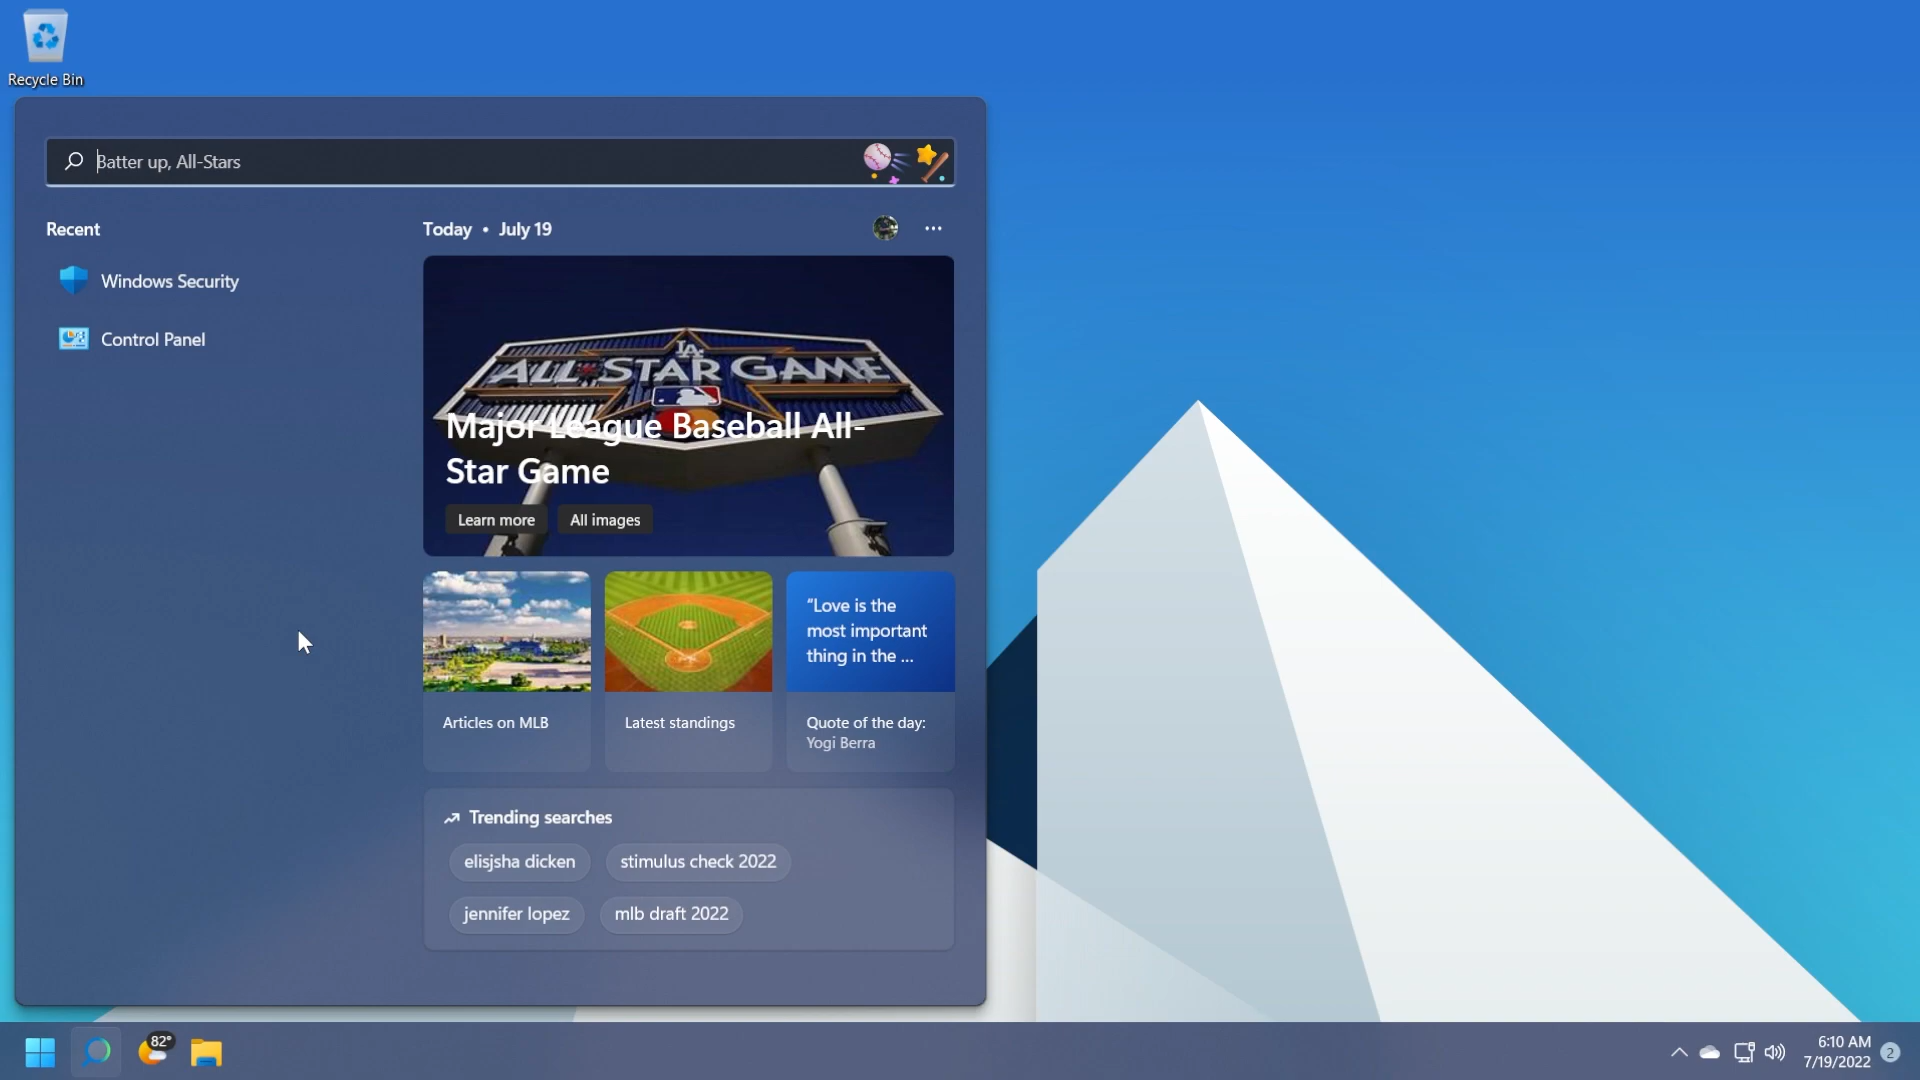 Recycle Bin
Batter up, All-Stars
Recent
Windows Security
Control Panel
Today • July 19
LA
ALL★STAR GAME
Major League Baseball All-
Star Game
Learn more
All images
“Love is the
most important
thing in the ...
Articles on MLB
Latest standings
Quote of the day:
Yogi Berra
Trending searches
elisjsha dicken
stimulus check 2022
jennifer lopez
mlb draft 2022
82°
6:10 AM
7/19/2022
2